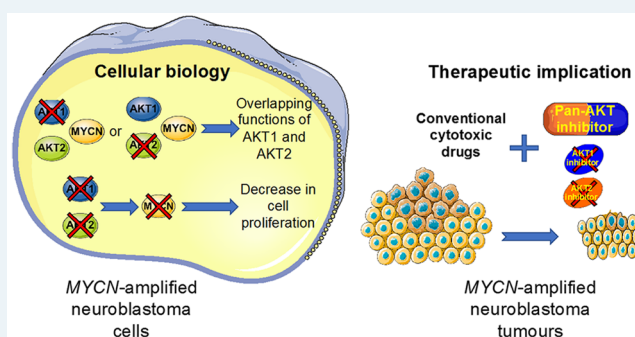 Cellular biology
AKT1
MYCN
or
AKT1
MYCN
AKT2
AKT2
Overlapping
functions of
AKT1 and
AKT2
AKT1
AKT2
MYCN
Decrease in
cell
proliferation
MYCN-amplified
neuroblastoma
cells
Therapeutic implication
Conventional
cytotoxic
drugs
Pan-AKT
inhibitor
AKT1
inhibitor
AKT2
inhibitor
MYCN-amplified
neuroblastoma
tumours